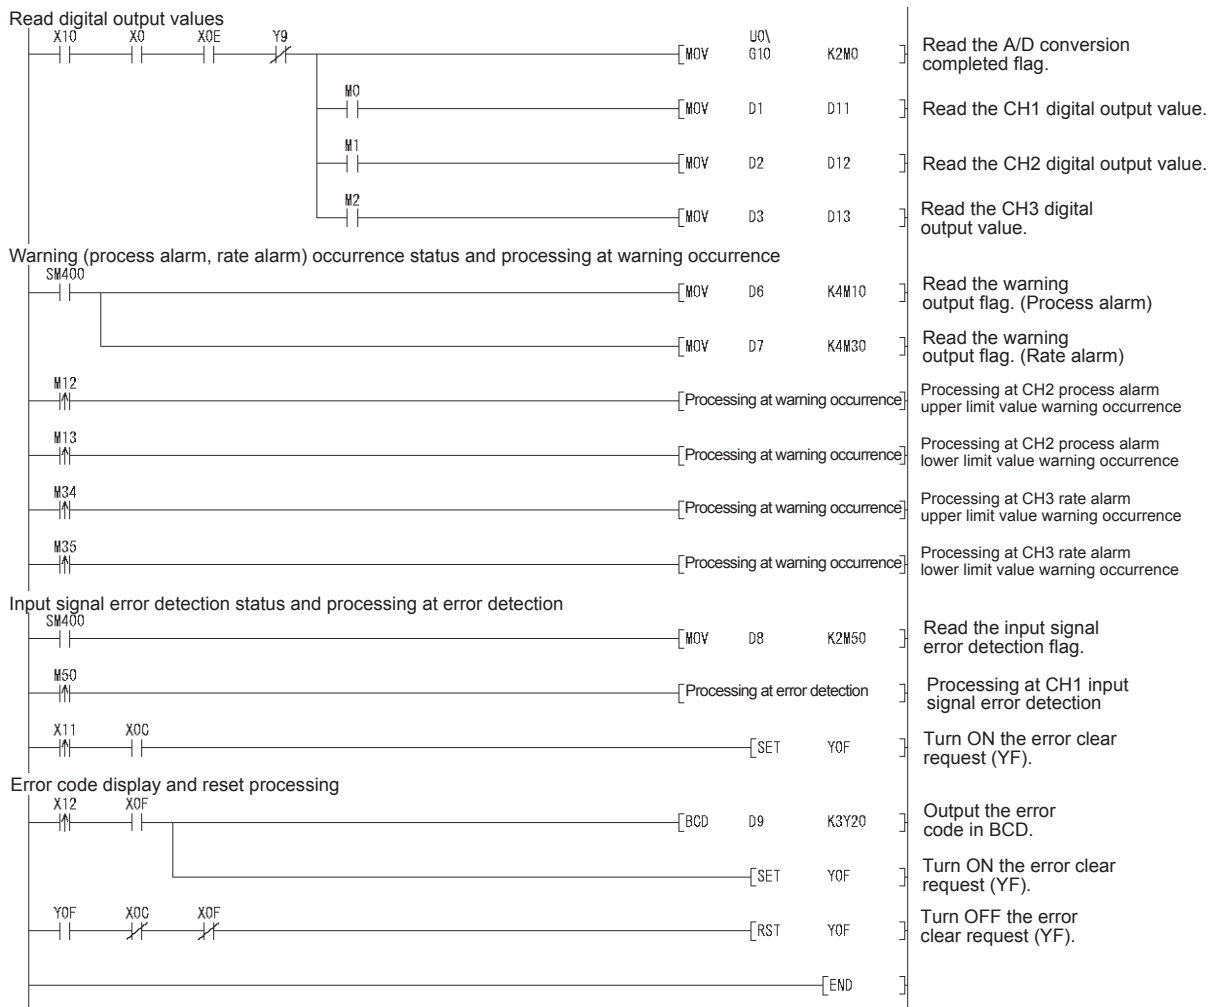 Read digital output values
X10 X0 X0E Y9
MOV U0\ G10 K2M0
Read the A/D conversion
completed flag.
M0
MOV D1 D11
Read the CH1 digital output value.
M1
MOV D2 D12
Read the CH2 digital output value.
M2
MOV D3 D13
Read the CH3 digital
output value.
Warning (process alarm, rate alarm) occurrence status and processing at warning occurrence
SM400
MOV D6 K4M10
Read the warning
output flag. (Process alarm)
MOV D7 K4M30
Read the warning
output flag. (Rate alarm)
M12
Processing at warning occurrence
Processing at CH2 process alarm
upper limit value warning occurrence
M13
Processing at warning occurrence
Processing at CH2 process alarm
lower limit value warning occurrence
M34
Processing at warning occurrence
Processing at CH3 rate alarm
upper limit value warning occurrence
M35
Processing at warning occurrence
Processing at CH3 rate alarm
lower limit value warning occurrence
Input signal error detection status and processing at error detection
SM400
MOV D8 K2M50
Read the input signal
error detection flag.
M50
Processing at error detection
Processing at CH1 input
signal error detection
X11 X0C
SET Y0F
Turn ON the error clear
request (YF).
Error code display and reset processing
X12 X0F
BCD D9 K3Y20
Output the error
code in BCD.
SET Y0F
Turn ON the error clear
request (YF).
Y0F X0C X0F
RST Y0F
Turn OFF the error
clear request (YF).
END